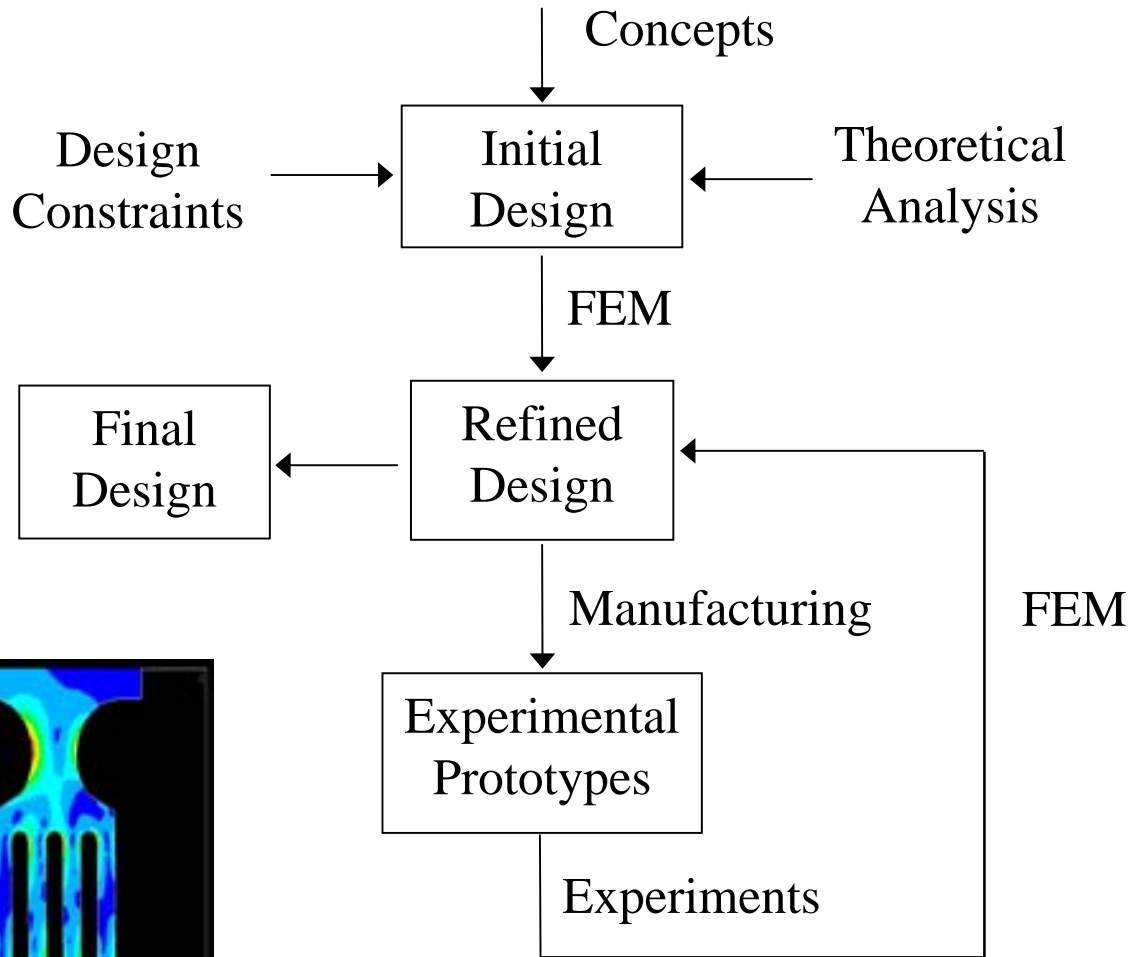 Concepts
Design
Constraints
Initial
Design
Theoretical
Analysis
FEM
Final
Design
Refined
Design
Manufacturing
FEM
Experimental
Prototypes
Experiments